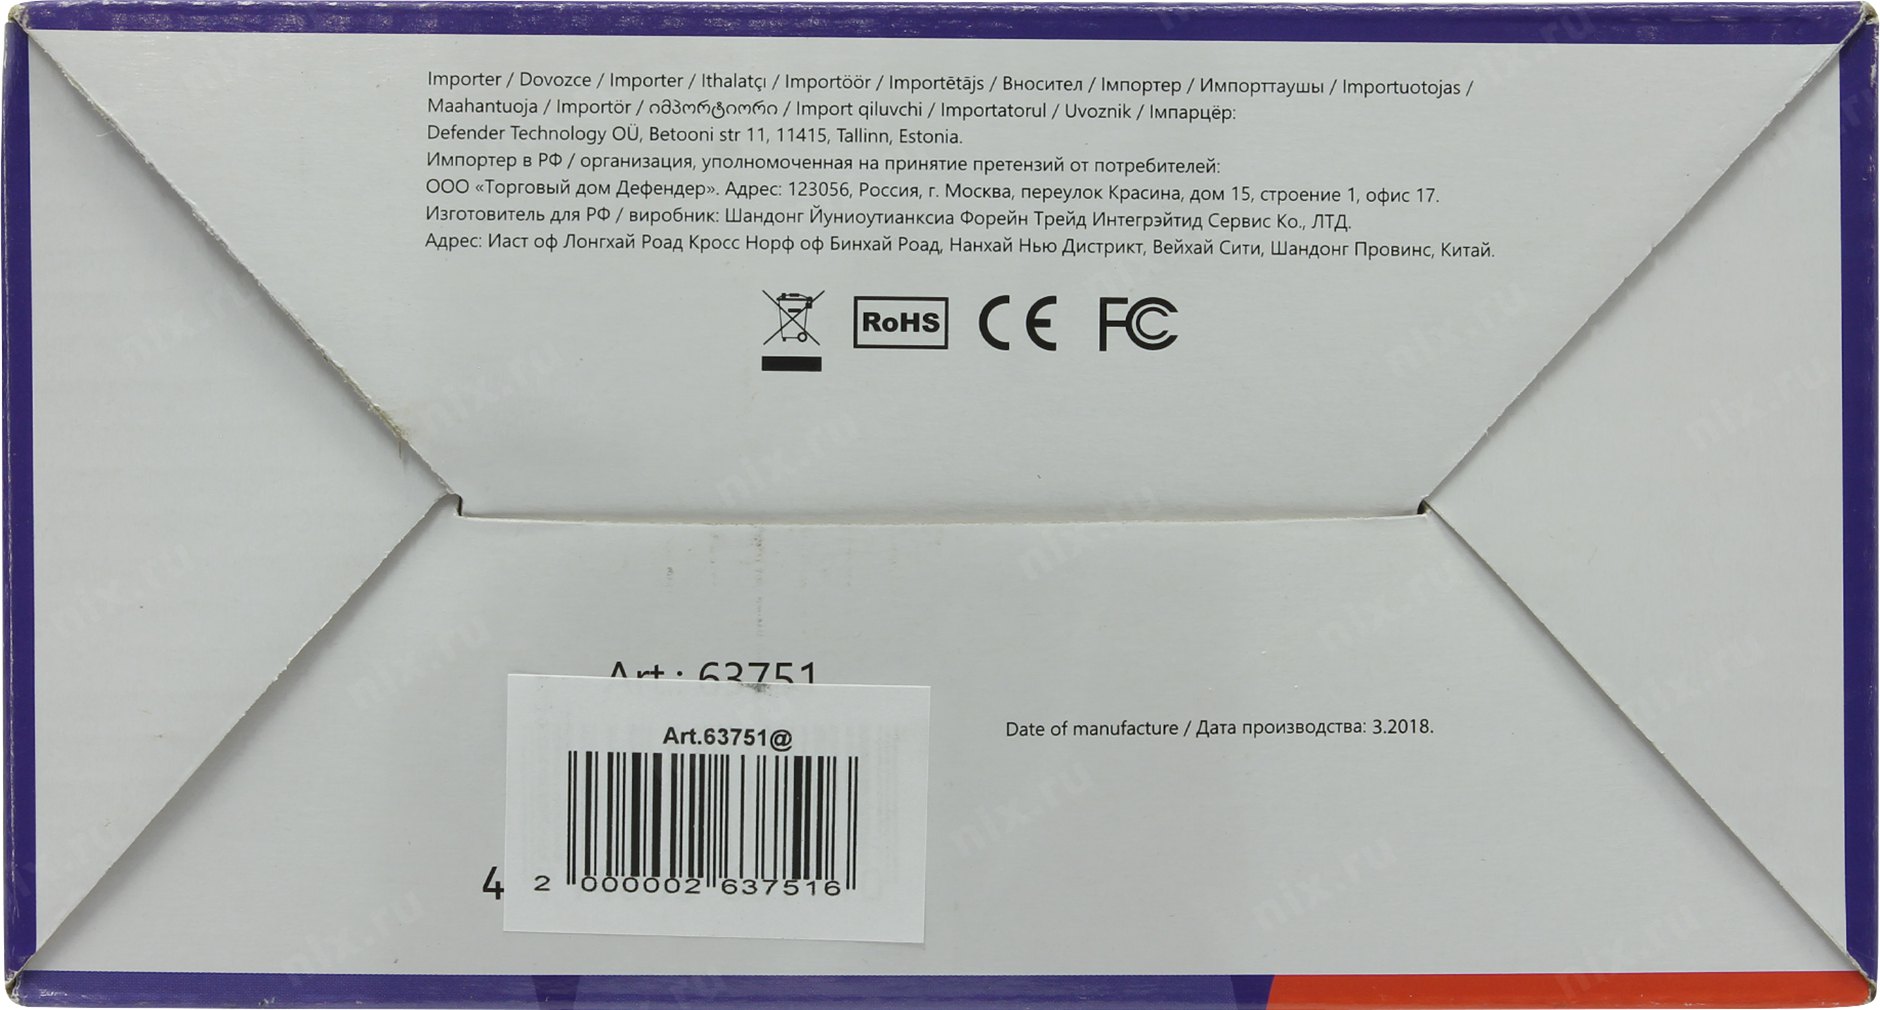 Importer / Dovozce / Importer / Ithalatçı / Importöör / Importētājs / Вносител / Імпортер / Импорттаушы / Importuotojas /
Maahantuoja / Importör / იმპორტიორი / Import qiluvchi / Importatorul / Uvoznik / Імпарцёр:
Defender Technology OÜ, Betooni str 11, 11415, Tallinn, Estonia.
Импортер в РФ / организация, уполномоченная на принятие претензий от потребителей:
ООО «Торговый дом Дефендер». Адрес: 123056, Россия, г. Москва, переулок Красина, дом 15, строение 1, офис 17.
Изготовитель для РФ / виробник: Шандонг Йуниоутианксиа Форейн Трейд Интегрэйтид Сервис Ко., ЛТД.
Адрес: Иаст оф Лонгхай Роад Кросс Норф оф Бинхай Роад, Нанхай Нью Дистрикт, Вейхай Сити, Шандонг Провинс, Китай.
RoHS CE FC
Art.: 63751
Art.63751@
Date of manufacture / Дата производства: 3.2018.
4
2 000002 637516
nix.ru